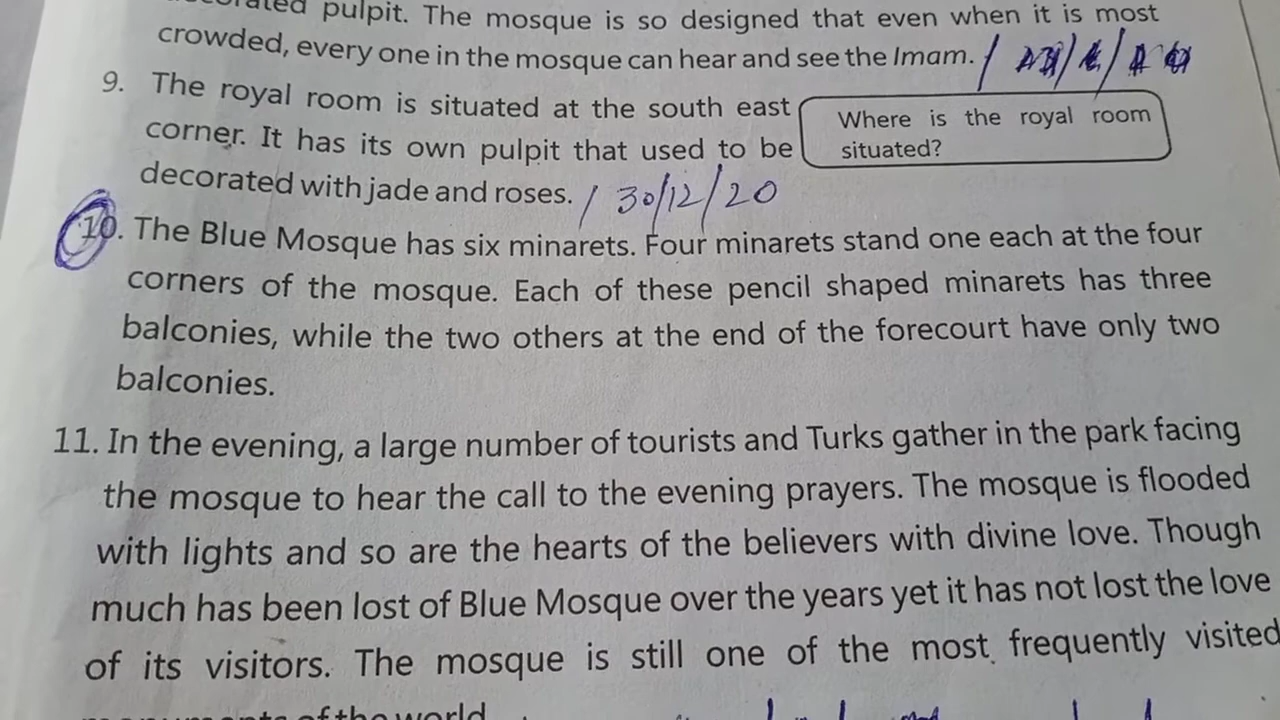 pulpit. The mosque is so designed that even when it is most
crowded, every one in the mosque can hear and see the Imam.
9. The royal room is situated at the south east
corner. It has its own pulpit that used to be
decorated with jade and roses. / 30/12/20
Where is the royal room
situated?
10. The Blue Mosque has six minarets. Four minarets stand one each at the four
corners of the mosque. Each of these pencil shaped minarets has three
balconies, while the two others at the end of the forecourt have only two
balconies.
11. In the evening, a large number of tourists and Turks gather in the park facing
the mosque to hear the call to the evening prayers. The mosque is flooded
with lights and so are the hearts of the believers with divine love. Though
much has been lost of Blue Mosque over the years yet it has not lost the love
of its visitors. The mosque is still one of the most frequently visited
of the world